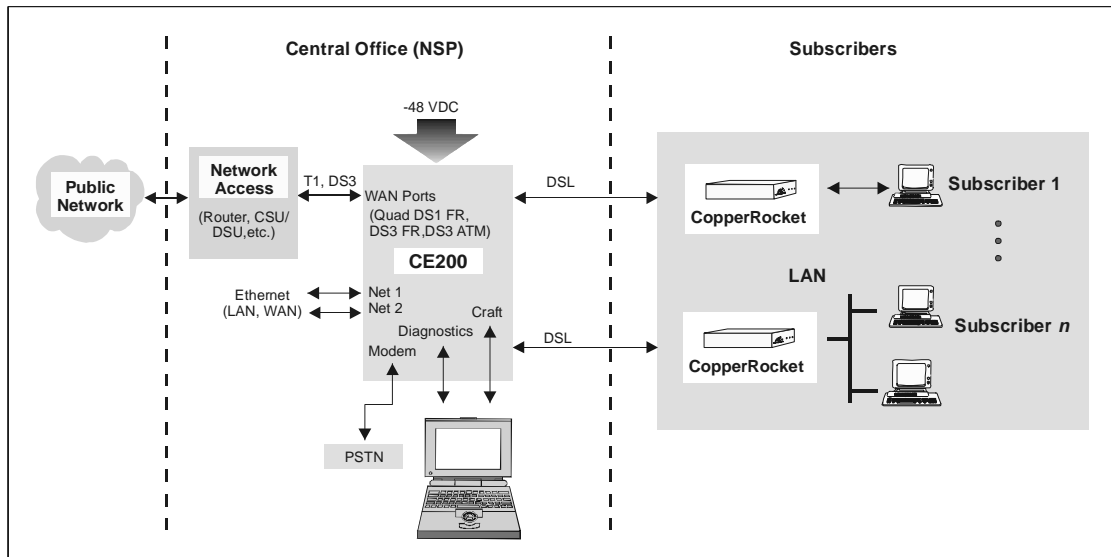 Central Office (NSP)
Subscribers
-48 VDC
Public
Network
Network
Access
(Router, CSU/
DSU,etc.)
T1, DS3
WAN Ports
(Quad DS1 FR,
DS3 FR,DS3 ATM)
CE200
Ethernet
(LAN, WAN)
Net 1
Net 2
Craft
Diagnostics
Modem
PSTN
DSL
DSL
CopperRocket
Subscriber 1
LAN
CopperRocket
Subscriber n